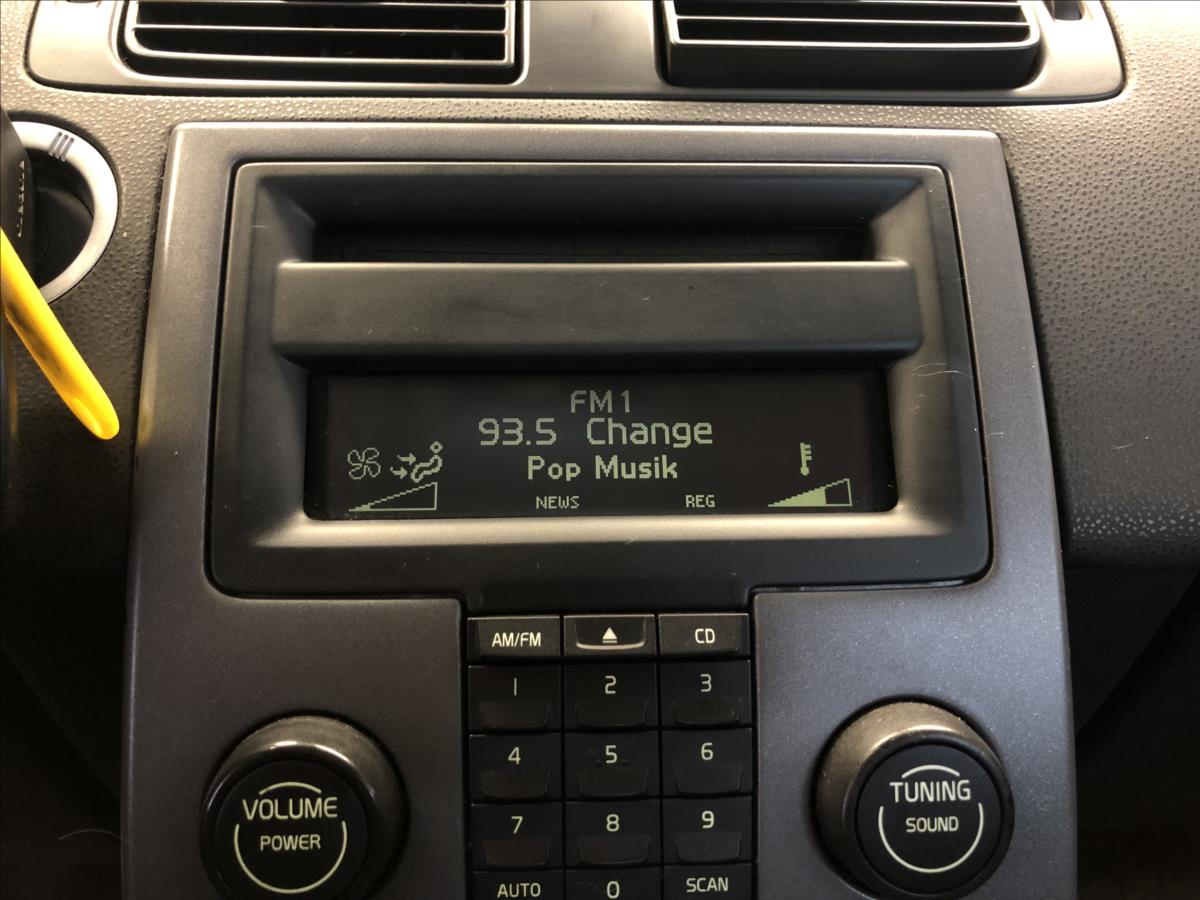 FM1
93.5 Change
Pop Musik
NEWS REG
AM/FM CD
1 2 3
4 5 6
7 8 9
AUTO 0 SCAN
VOLUME
POWER
TUNING
SOUND